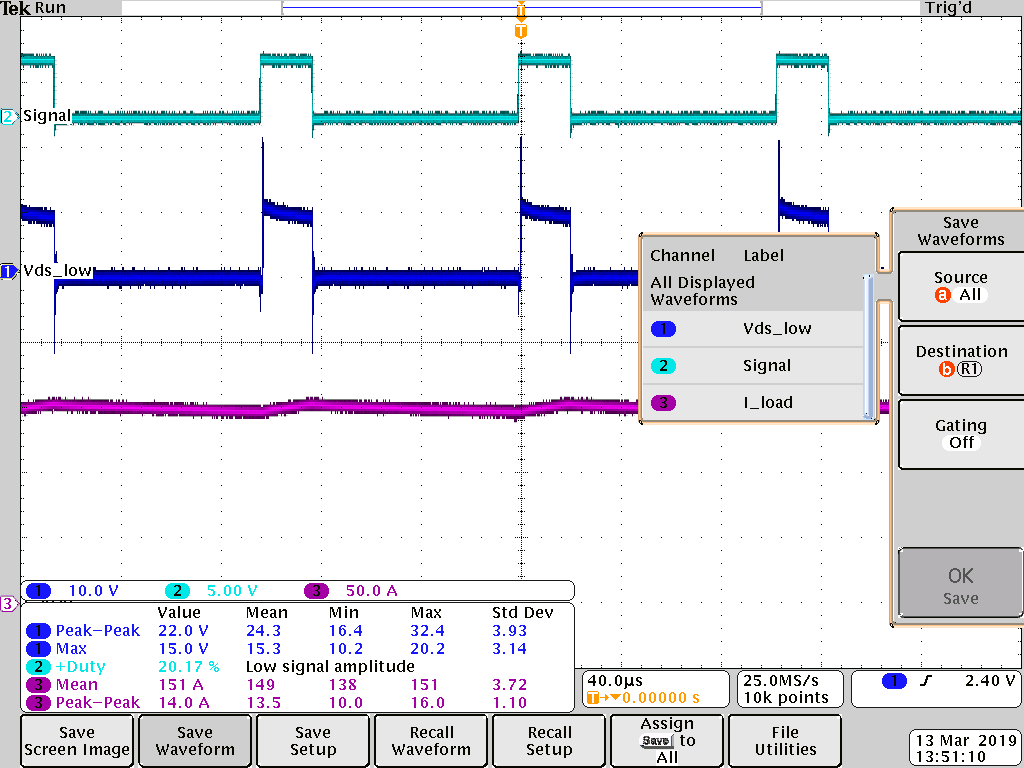 Tek Run Trig'd
T
T
2 Signal
1 Vds_low
3
Channel Label
All Displayed
Waveforms
1 Vds_low
2 Signal
3 I_load
Save
Waveforms
Source
a All
Destination
b R1
Gating
Off
OK
Save
1 10.0 V 2 5.00 V 3 50.0 A
Value Mean Min Max Std Dev
1 Peak-Peak 22.0 V 24.3 16.4 32.4 3.93
1 Max 15.0 V 15.3 10.2 20.2 3.14
2 +Duty 20.17 % Low signal amplitude
3 Mean 151 A 149 138 151 3.72
3 Peak-Peak 14.0 A 13.5 10.0 16.0 1.10
40.0µs
T→▼0.00000 s
25.0MS/s
10k points
1 ƒ 2.40 V
Save
Screen Image
Save
Waveform
Save
Setup
Recall
Waveform
Recall
Setup
Assign
Save to
All
File
Utilities
13 Mar 2019
13:51:10